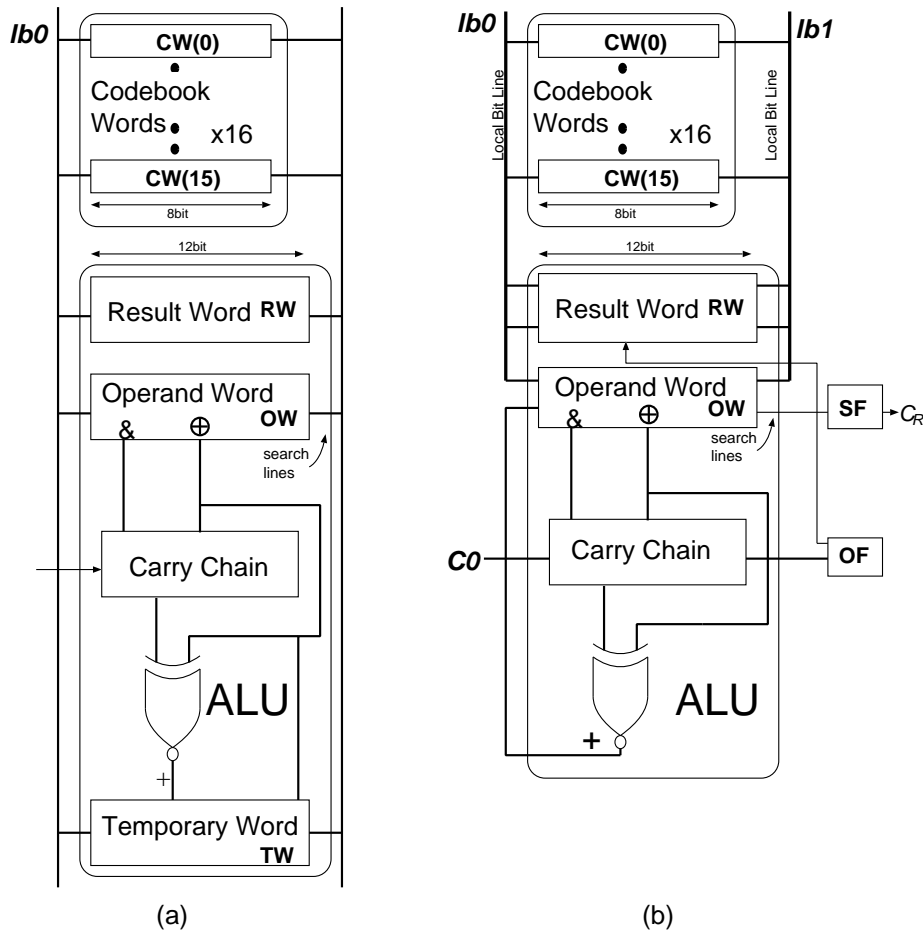 lb0
CW(0)
Codebook
Words
x16
CW(15)
8bit
12bit
Result Word RW
Operand Word
OW
&
⊕
search
lines
Carry Chain
ALU
+
Temporary Word
TW
(a)
lb0
lb1
CW(0)
Local Bit Line
Codebook
Words
x16
Local Bit Line
CW(15)
8bit
12bit
Result Word RW
Operand Word
OW
&
⊕
SF
CR
search
lines
C0
Carry Chain
OF
ALU
+
(b)